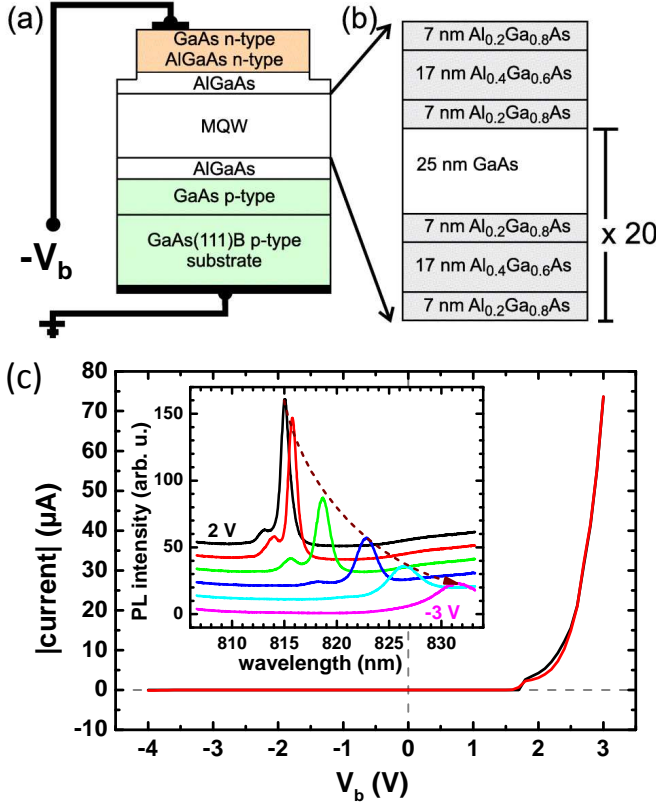 (a)
GaAs n-type
AlGaAs n-type
AlGaAs
MQW
AlGaAs
GaAs p-type
GaAs(111)B p-type
substrate
-Vb
(b)
7 nm Al0.2Ga0.8As
17 nm Al0.4Ga0.6As
7 nm Al0.2Ga0.8As
25 nm GaAs
7 nm Al0.2Ga0.8As
17 nm Al0.4Ga0.6As
7 nm Al0.2Ga0.8As
x 20
(c)
|current| (μA)
80
70
60
50
40
30
20
10
0
-10
-4 -3 -2 -1 0 1 2 3
Vb (V)
PL intensity (arb. u.)
150
100
50
0
2 V
-3 V
810 815 820 825 830
wavelength (nm)